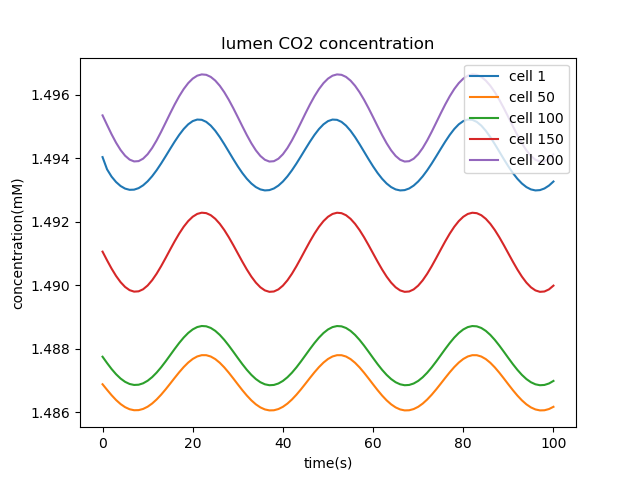 lumen CO2 concentration
cell 1
cell 50
cell 100
cell 150
cell 200
1.496
1.494
1.492
1.490
1.488
1.486
concentration(mM)
0 20 40 60 80 100
time(s)